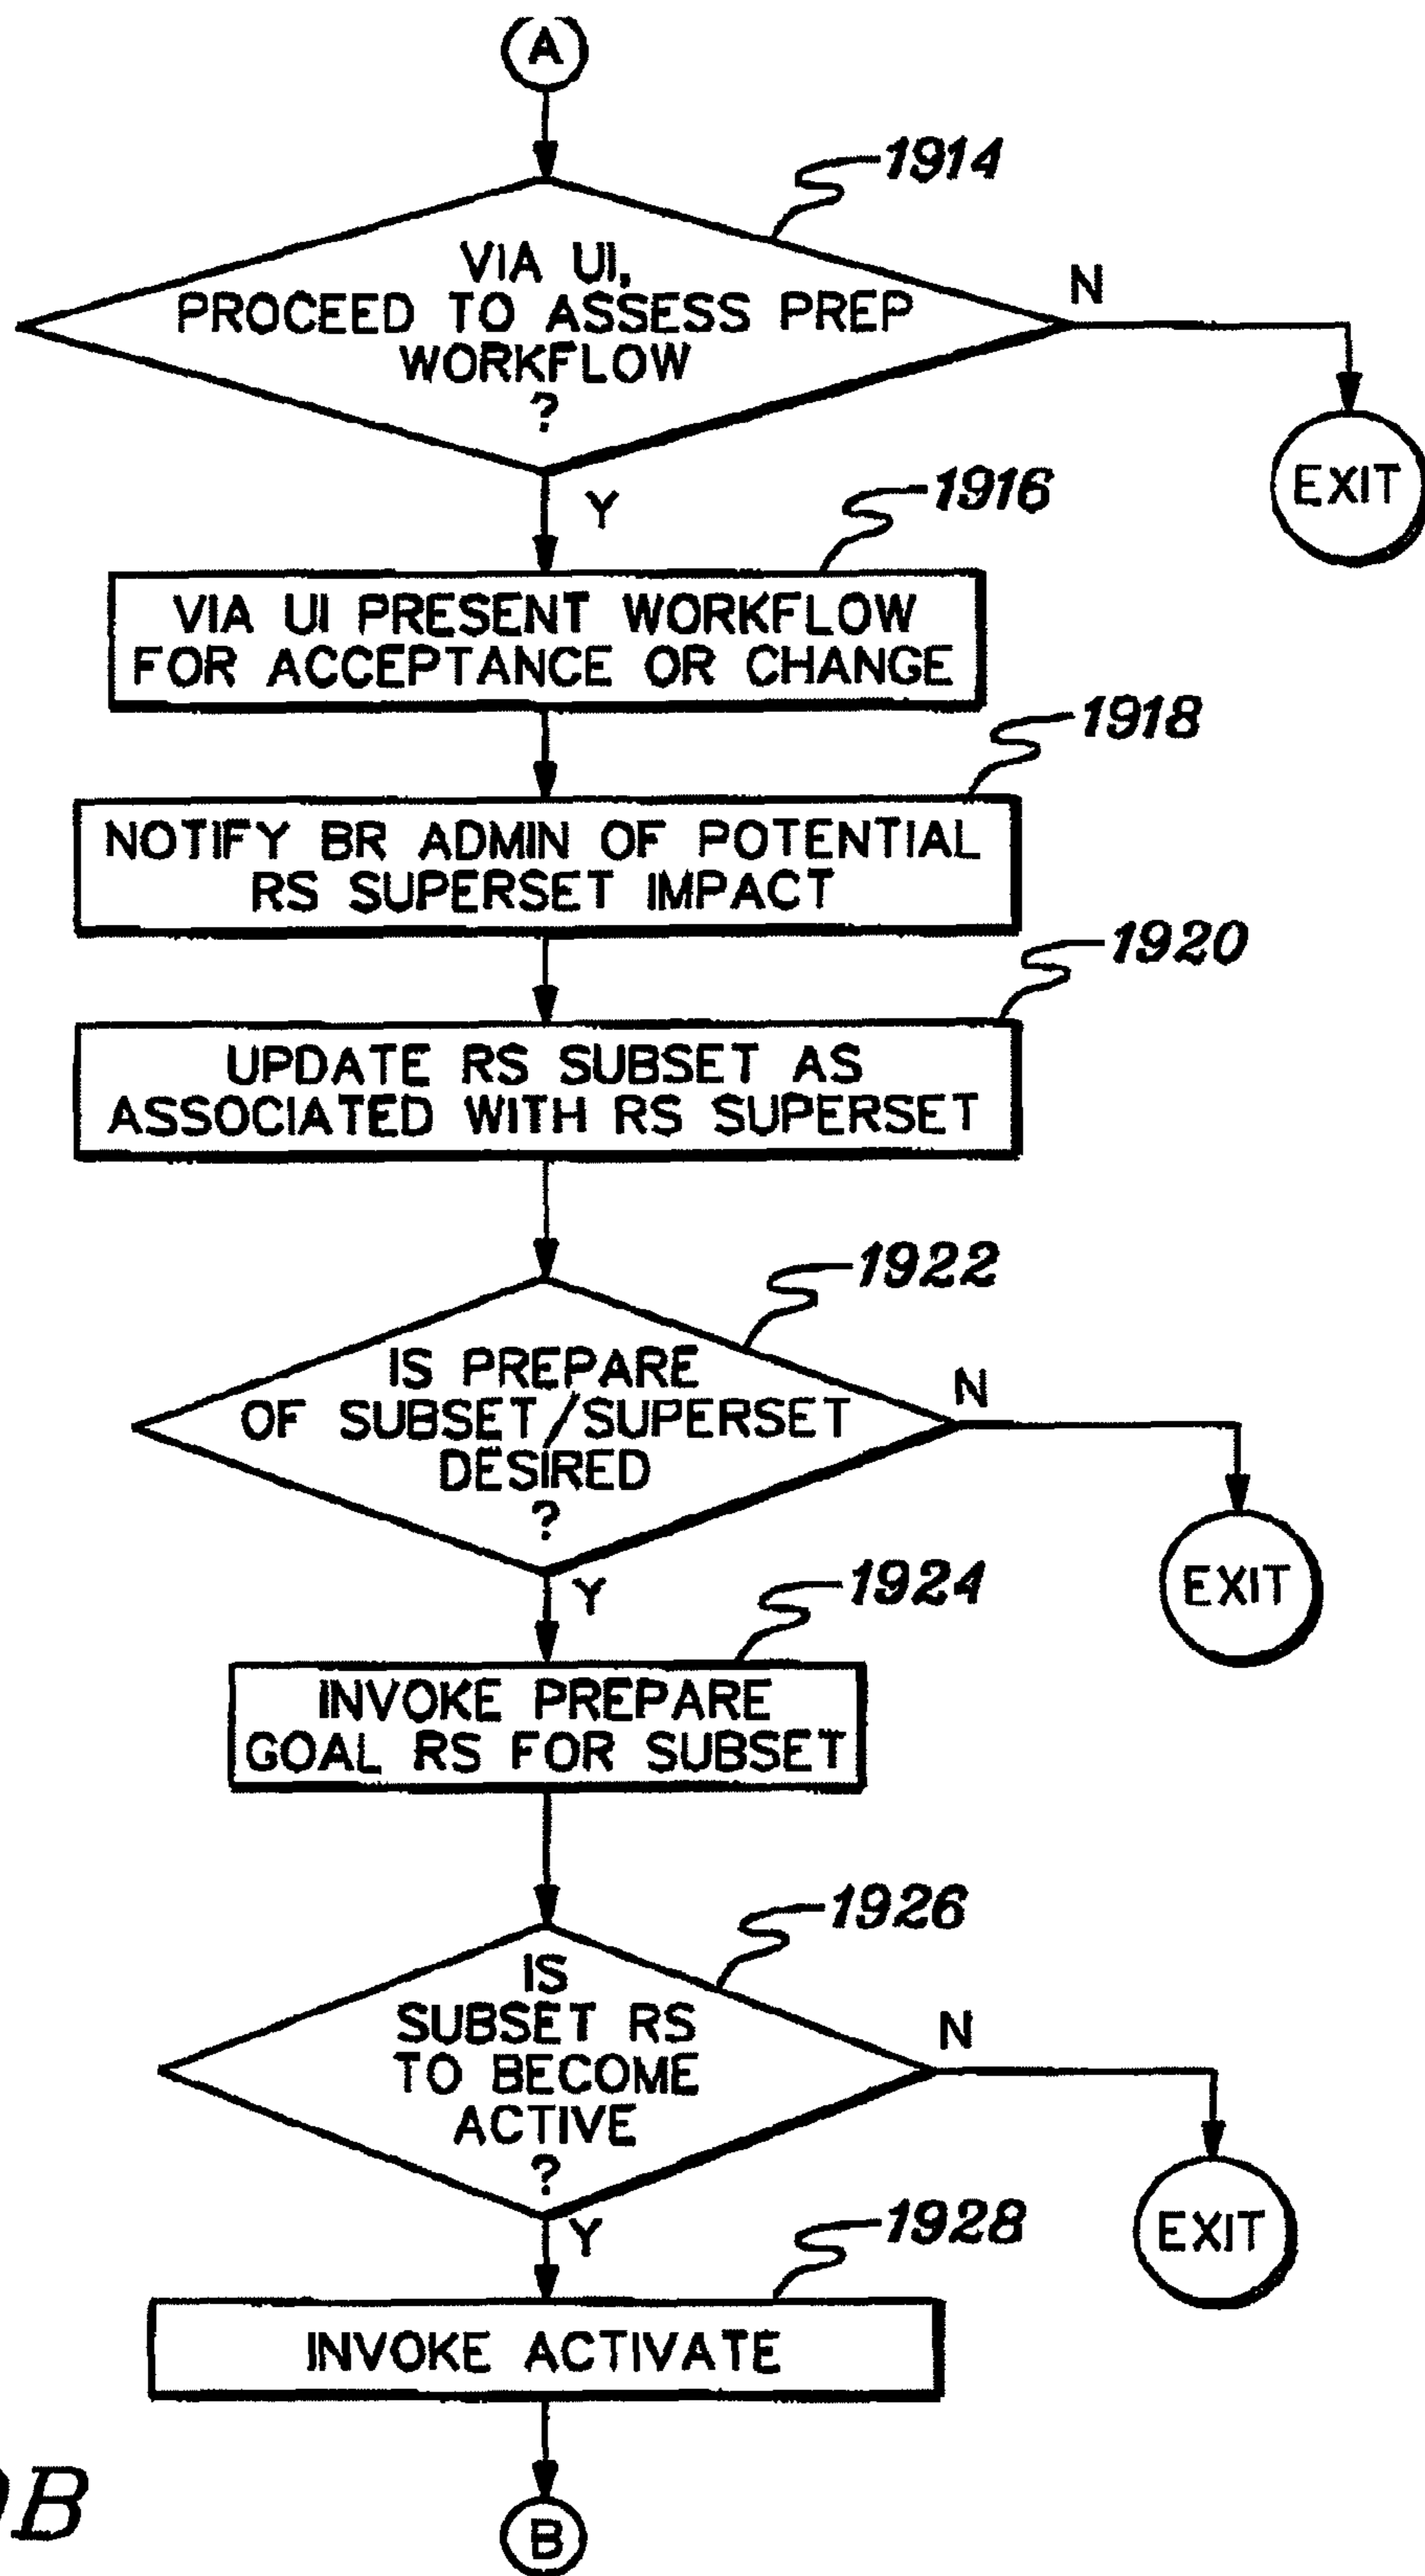 A
1914
VIA UI,
PROCEED TO ASSESS PREP
WORKFLOW
?
N
EXIT
Y
1916
VIA UI PRESENT WORKFLOW
FOR ACCEPTANCE OR CHANGE
1918
NOTIFY BR ADMIN OF POTENTIAL
RS SUPERSET IMPACT
1920
UPDATE RS SUBSET AS
ASSOCIATED WITH RS SUPERSET
1922
IS PREPARE
OF SUBSET/SUPERSET
DESIRED
?
N
EXIT
Y
1924
INVOKE PREPARE
GOAL RS FOR SUBSET
1926
IS
SUBSET RS
TO BECOME
ACTIVE
?
N
EXIT
Y
1928
INVOKE ACTIVATE
B